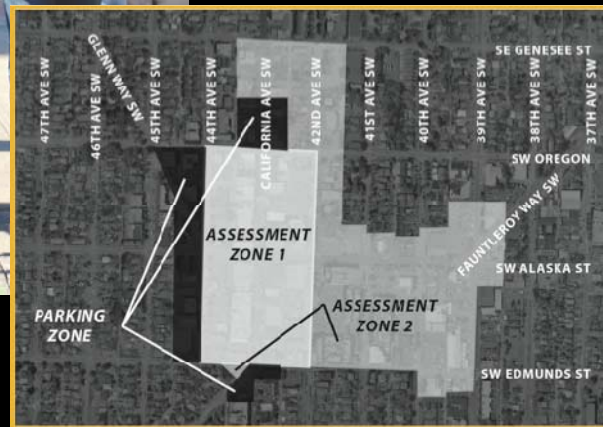 SE GENESEE ST
GLENN WAY SW
47TH AVE SW
46TH AVE SW
45TH AVE SW
44TH AVE SW
CALIFORNIA AVE SW
42ND AVE SW
41ST AVE SW
40TH AVE SW
39TH AVE SW
38TH AVE SW
37TH AVE SW
SW OREGON
FAUNTLEROY WAY SW
ASSESSMENT
ZONE 1
SW ALASKA ST
PARKING
ZONE
ASSESSMENT
ZONE 2
SW EDMUNDS ST